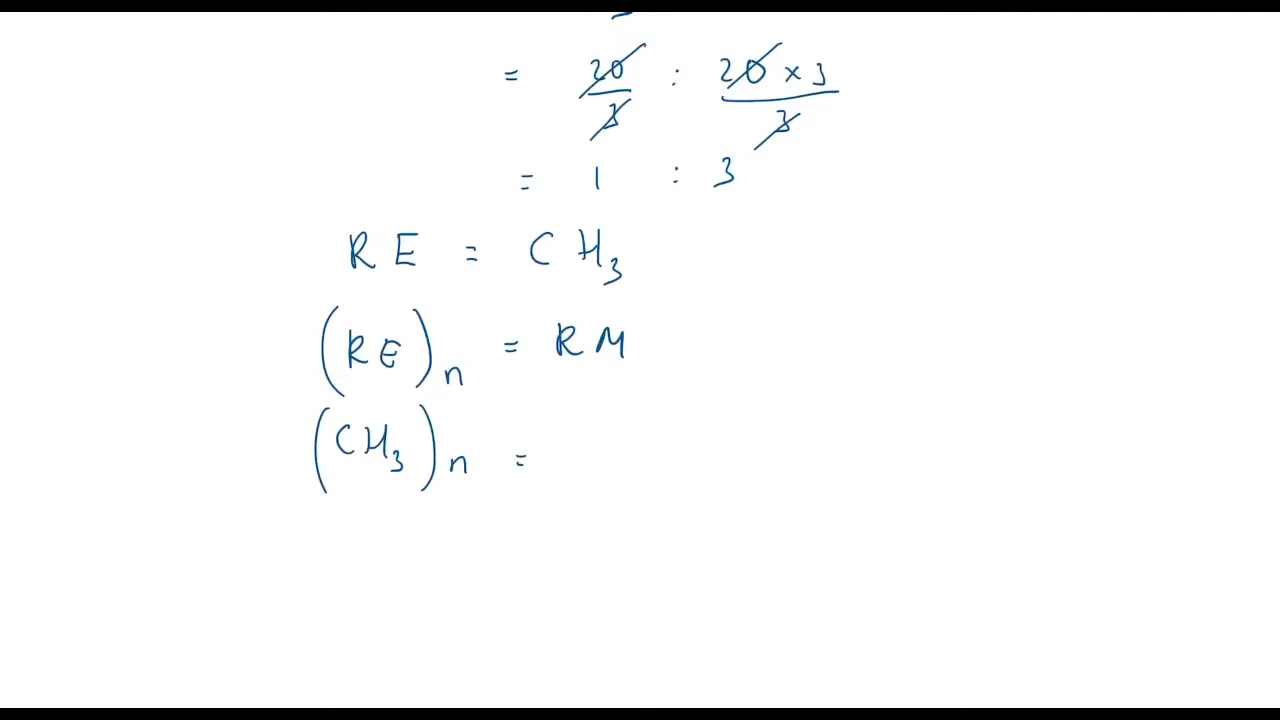 = 20/3 : 20 × 3/3
= 1 : 3
RE = CH₃
(RE)ₙ = RM
(CH₃)ₙ =